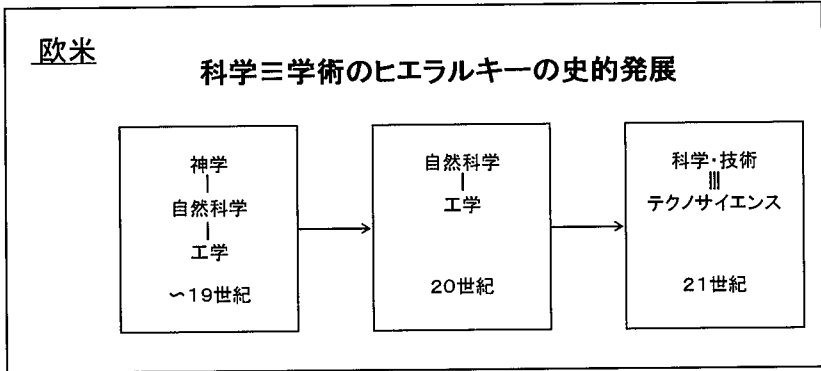 欧米
科学≡学術のヒエラルキーの史的発展
神学
自然科学
工学
~19世紀
自然科学
工学
20世紀
科学・技術
テクノサイエンス
21世紀